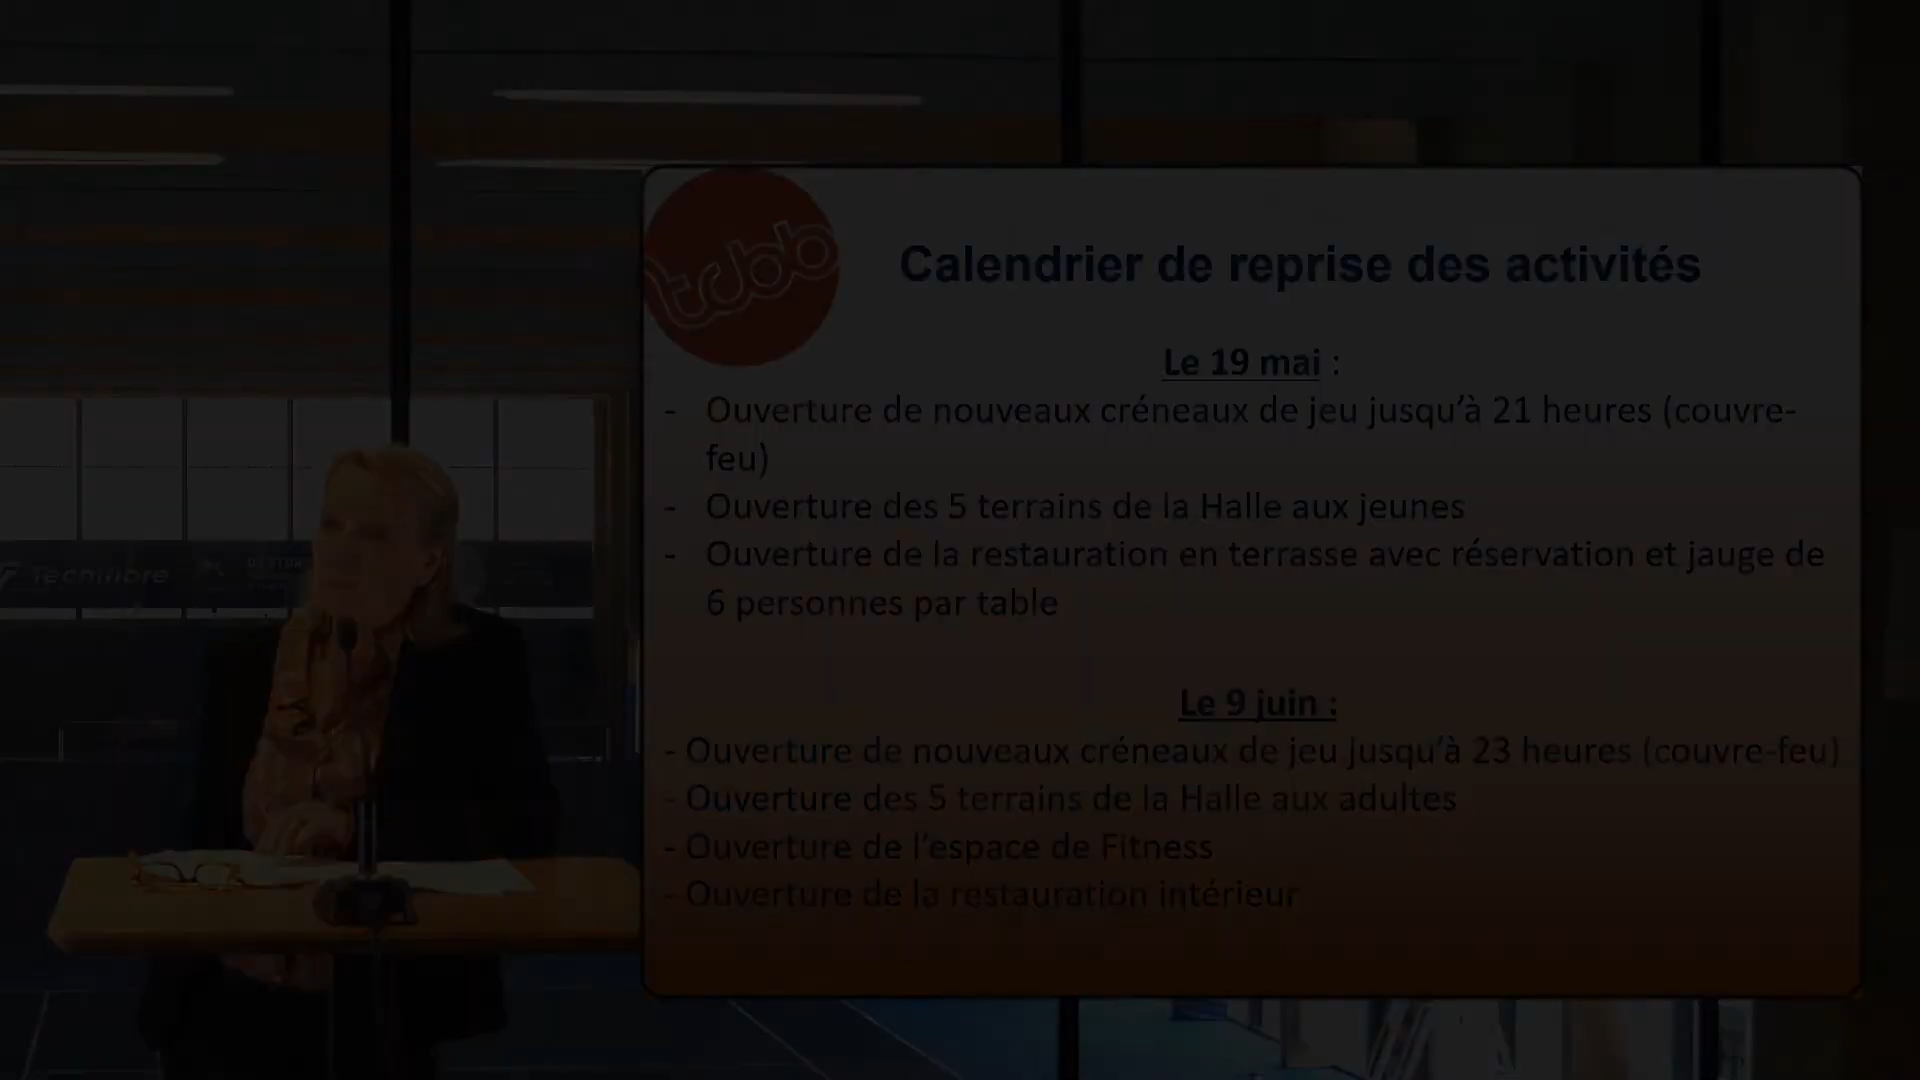 tcbb
Calendrier de reprise des activités
Le 19 mai :
- Ouverture de nouveaux créneaux de jeu jusqu’à 21 heures (couvre-
feu)
- Ouverture des 5 terrains de la Halle aux jeunes
- Ouverture de la restauration en terrasse avec réservation et jauge de
6 personnes par table
Le 9 juin :
- Ouverture de nouveaux créneaux de jeu jusqu’à 23 heures (couvre-feu)
- Ouverture des 5 terrains de la Halle aux adultes
- Ouverture de l’espace de Fitness
- Ouverture de la restauration intérieur
Tecnifibre